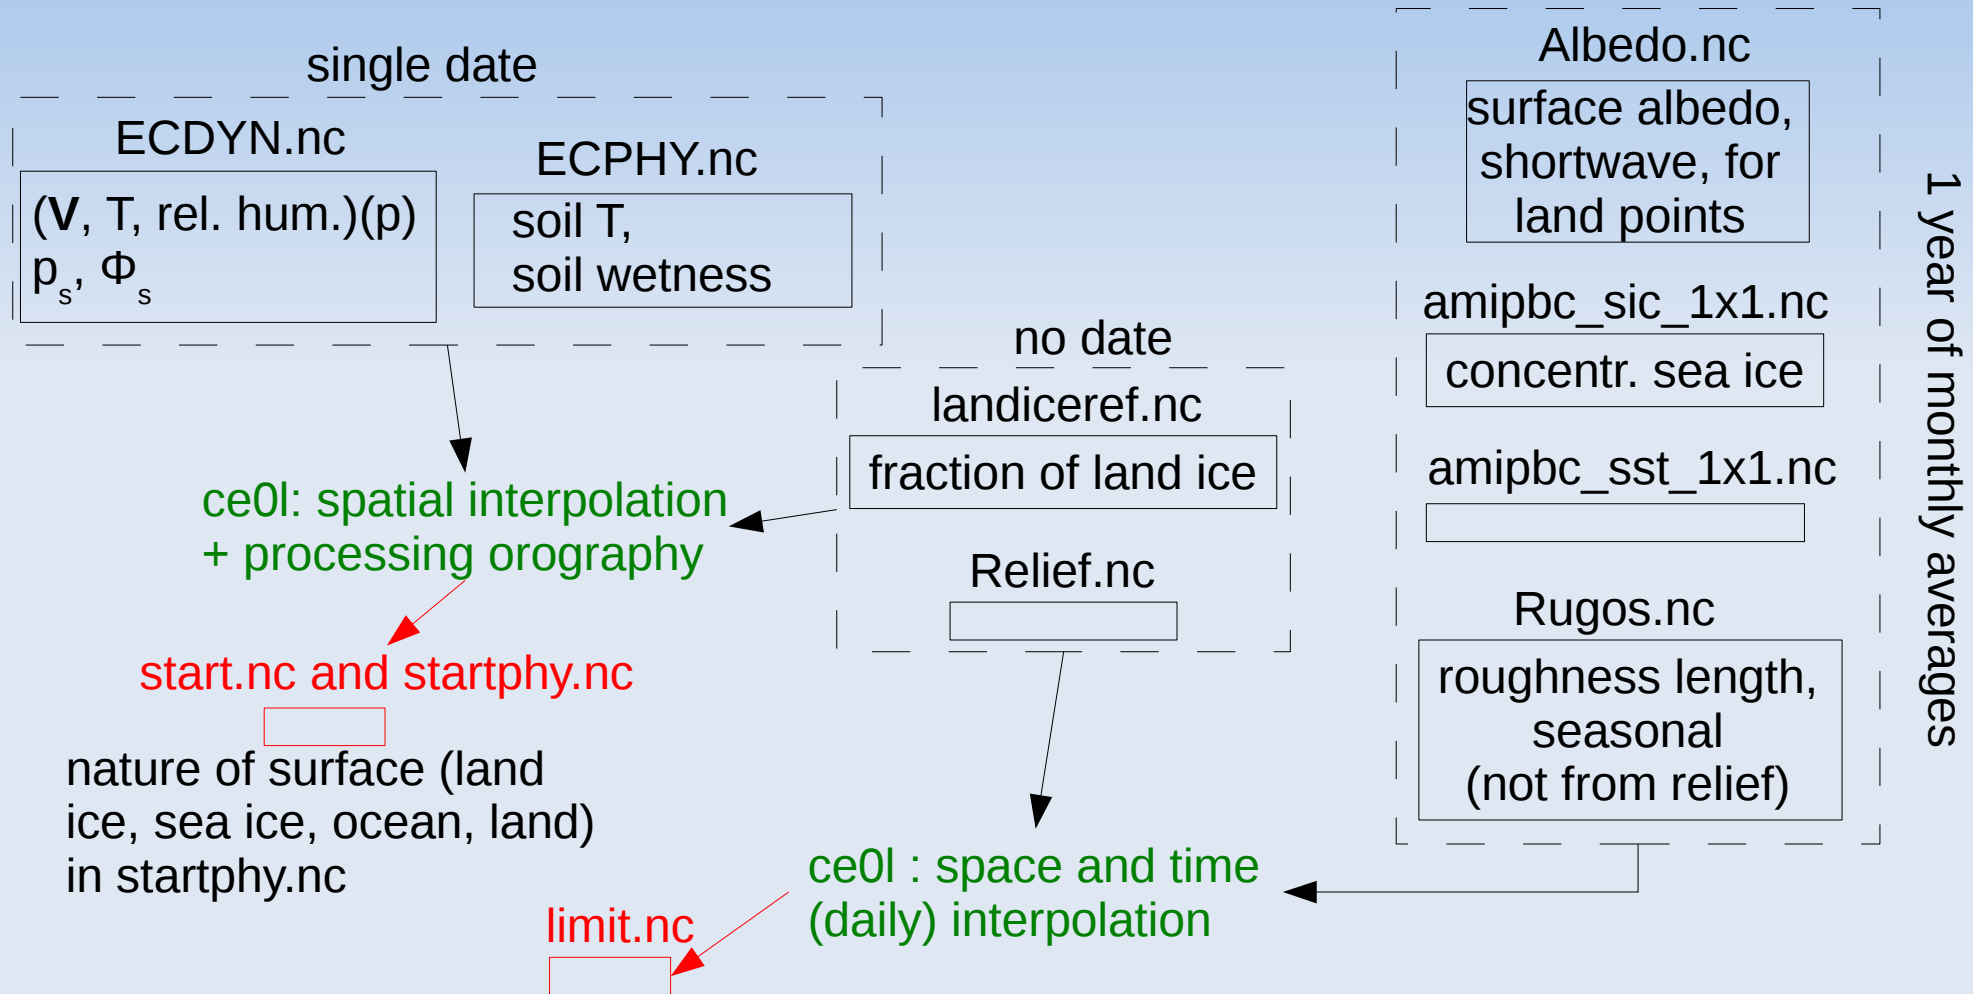 single date
ECDYN.nc
(V, T, rel. hum.)(p)
p_s, Φ_s
ECPHY.nc
soil T,
soil wetness
no date
landiceref.nc
fraction of land ice
Relief.nc
Albedo.nc
surface albedo,
shortwave, for
land points
amipbc_sic_1x1.nc
concentr. sea ice
amipbc_sst_1x1.nc
Rugos.nc
roughness length,
seasonal
(not from relief)
1 year of monthly averages
ce0l: spatial interpolation
+ processing orography
start.nc and startphy.nc
nature of surface (land
ice, sea ice, ocean, land)
in startphy.nc
ce0l : space and time
(daily) interpolation
limit.nc